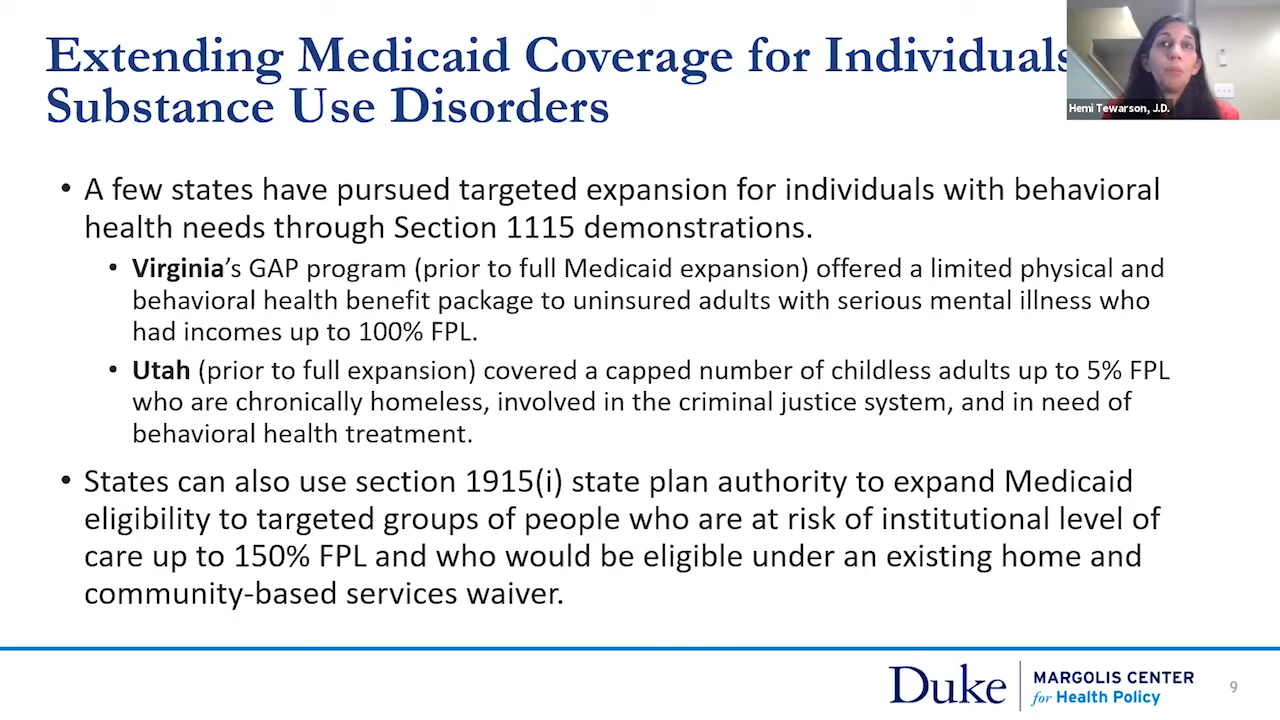 Extending Medicaid Coverage for Individuals
Substance Use Disorders
Hemi Tewarson, J.D.
• A few states have pursued targeted expansion for individuals with behavioral
health needs through Section 1115 demonstrations.
• Virginia’s GAP program (prior to full Medicaid expansion) offered a limited physical and
behavioral health benefit package to uninsured adults with serious mental illness who
had incomes up to 100% FPL.
• Utah (prior to full expansion) covered a capped number of childless adults up to 5% FPL
who are chronically homeless, involved in the criminal justice system, and in need of
behavioral health treatment.
• States can also use section 1915(i) state plan authority to expand Medicaid
eligibility to targeted groups of people who are at risk of institutional level of
care up to 150% FPL and who would be eligible under an existing home and
community-based services waiver.
Duke
MARGOLIS CENTER
for Health Policy
9